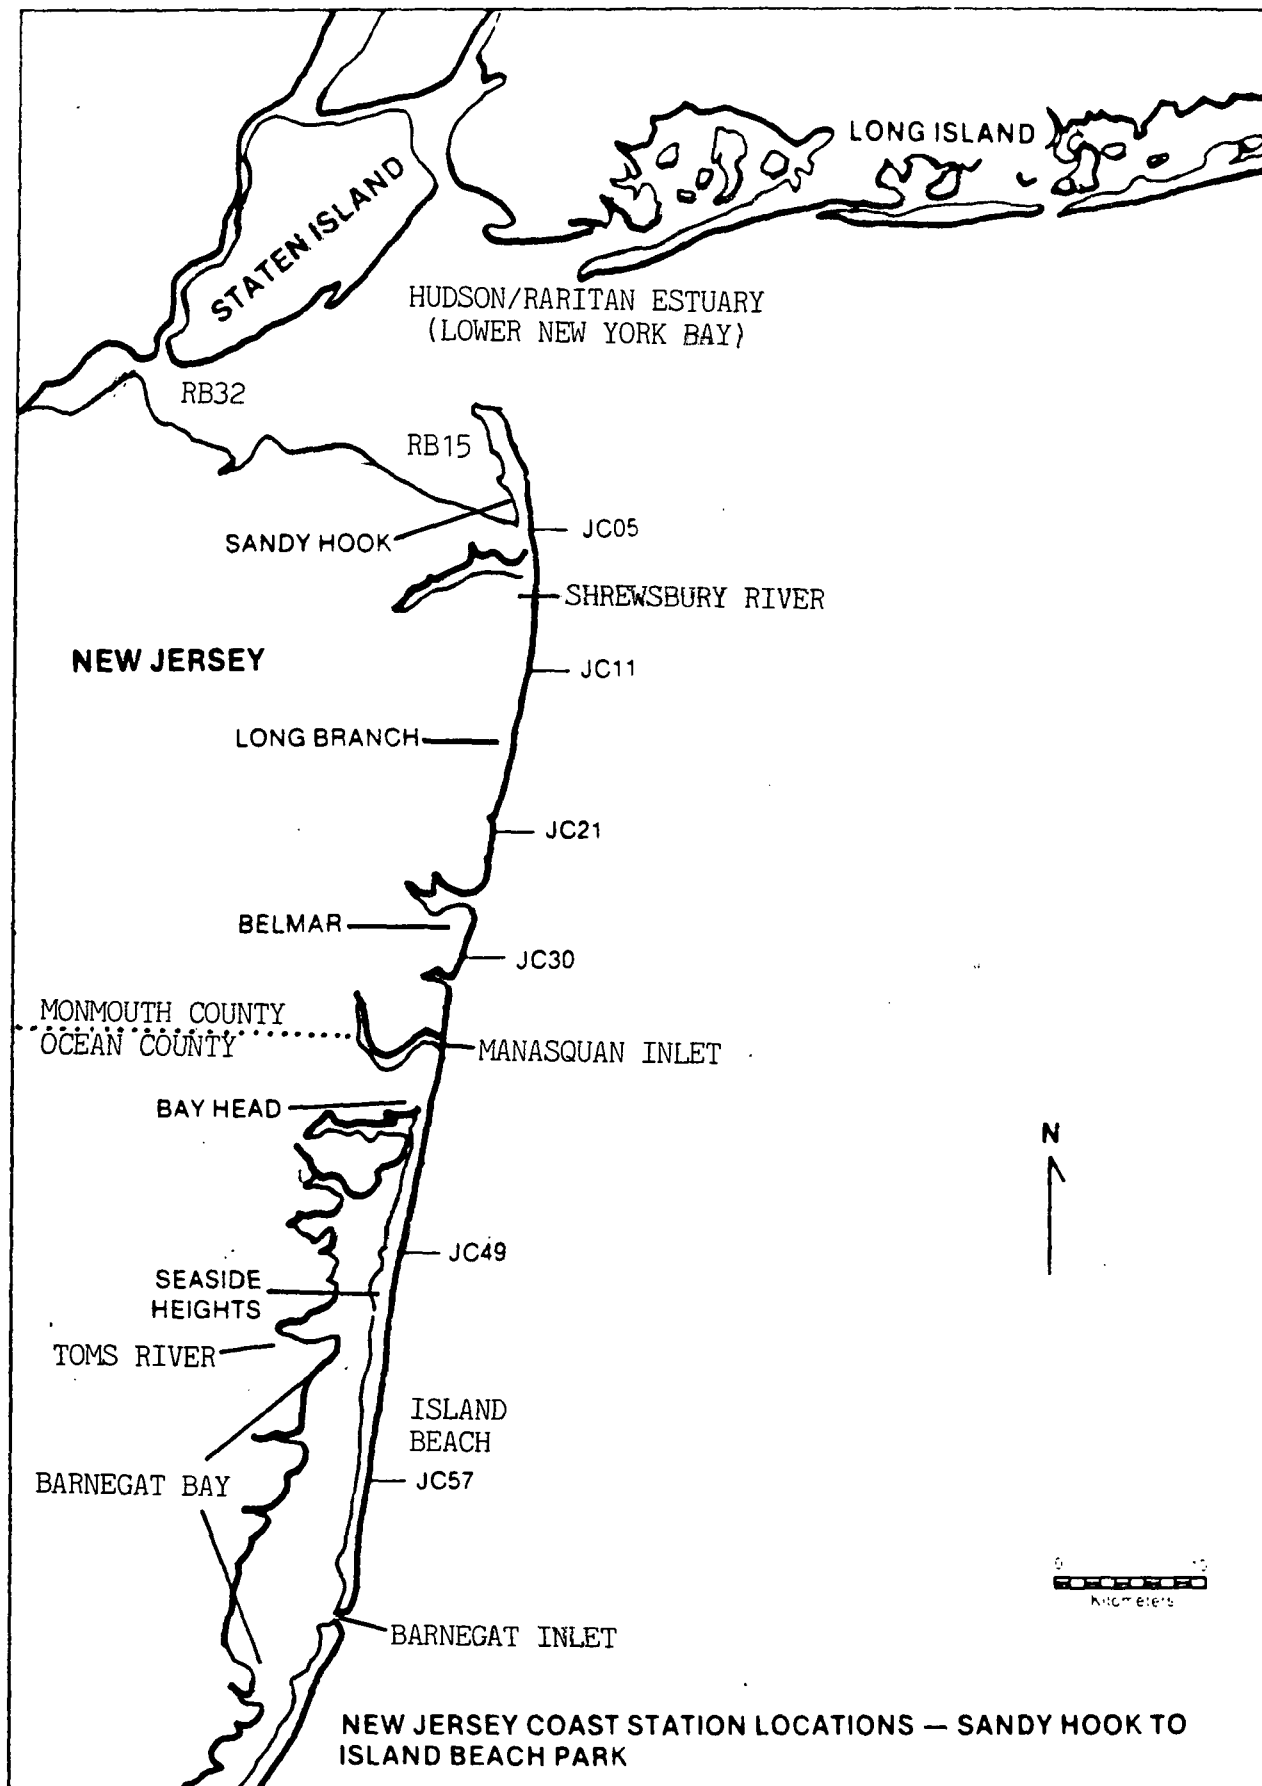 LONG ISLAND
STATEN ISLAND
HUDSON/RARITAN ESTUARY
(LOWER NEW YORK BAY)
RB32
RB15
SANDY HOOK
JC05
SHREWSBURY RIVER
NEW JERSEY
JC11
LONG BRANCH
JC21
BELMAR
JC30
MONMOUTH COUNTY
OCEAN COUNTY
MANASQUAN INLET
BAY HEAD
N
JC49
SEASIDE
HEIGHTS
TOMS RIVER
ISLAND
BEACH
BARNEGAT BAY
JC57
0 10
Kilometers
BARNEGAT INLET
NEW JERSEY COAST STATION LOCATIONS — SANDY HOOK TO
ISLAND BEACH PARK